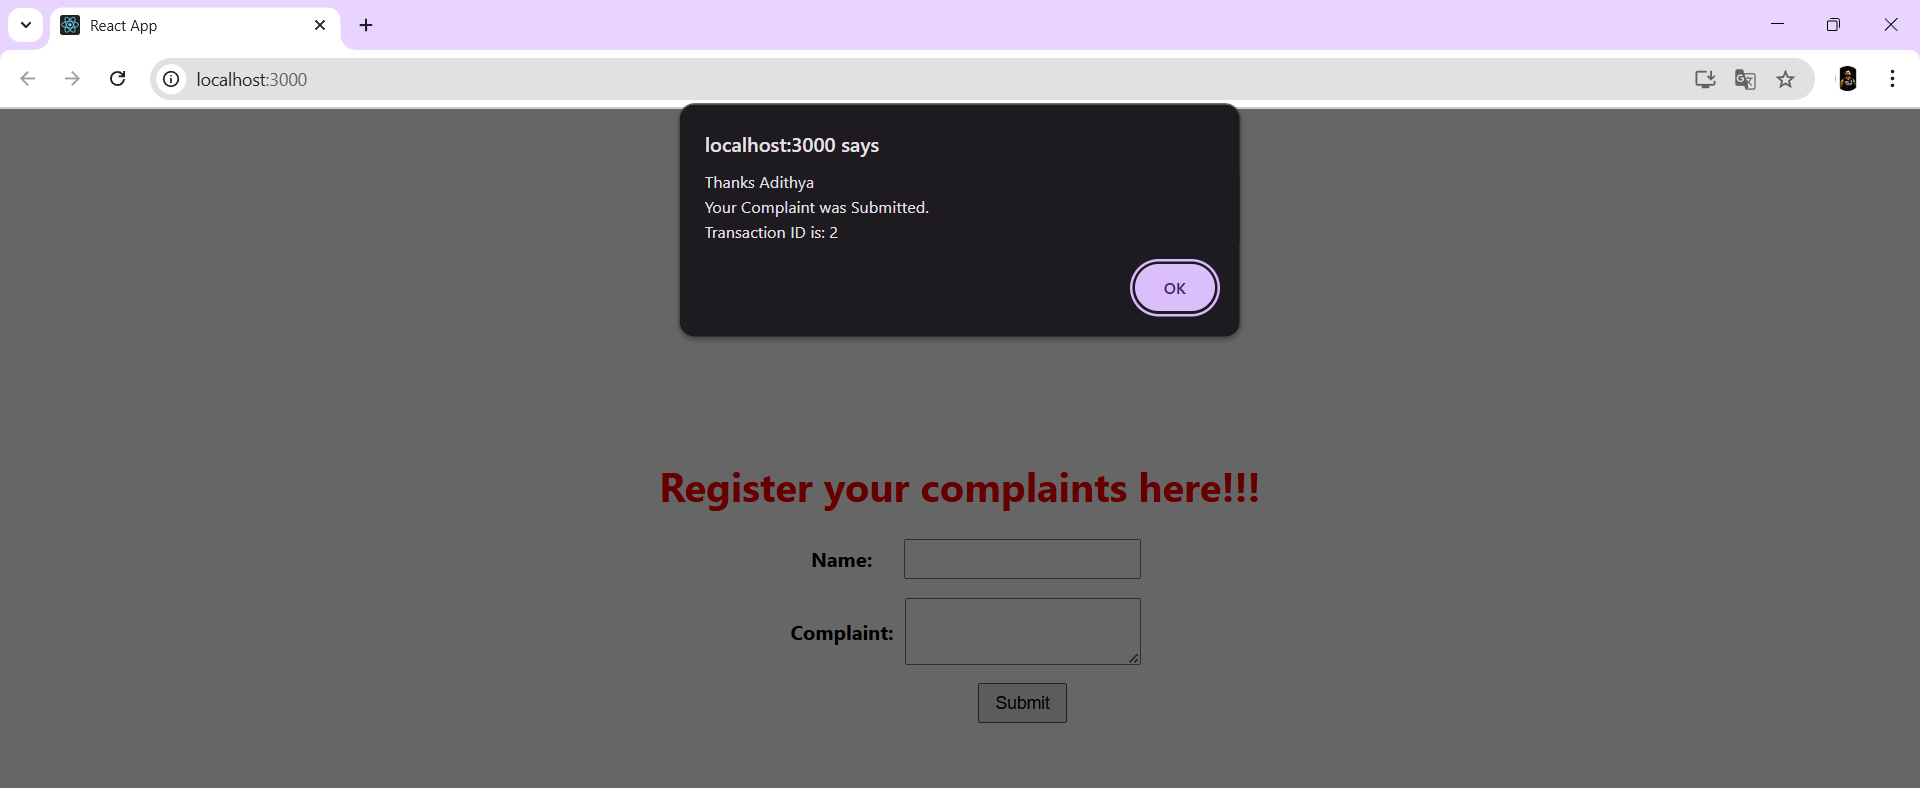 React App
localhost:3000
localhost:3000 says
Thanks Adithya
Your Complaint was Submitted.
Transaction ID is: 2
OK
Register your complaints here!!!
Name:
Complaint:
Submit